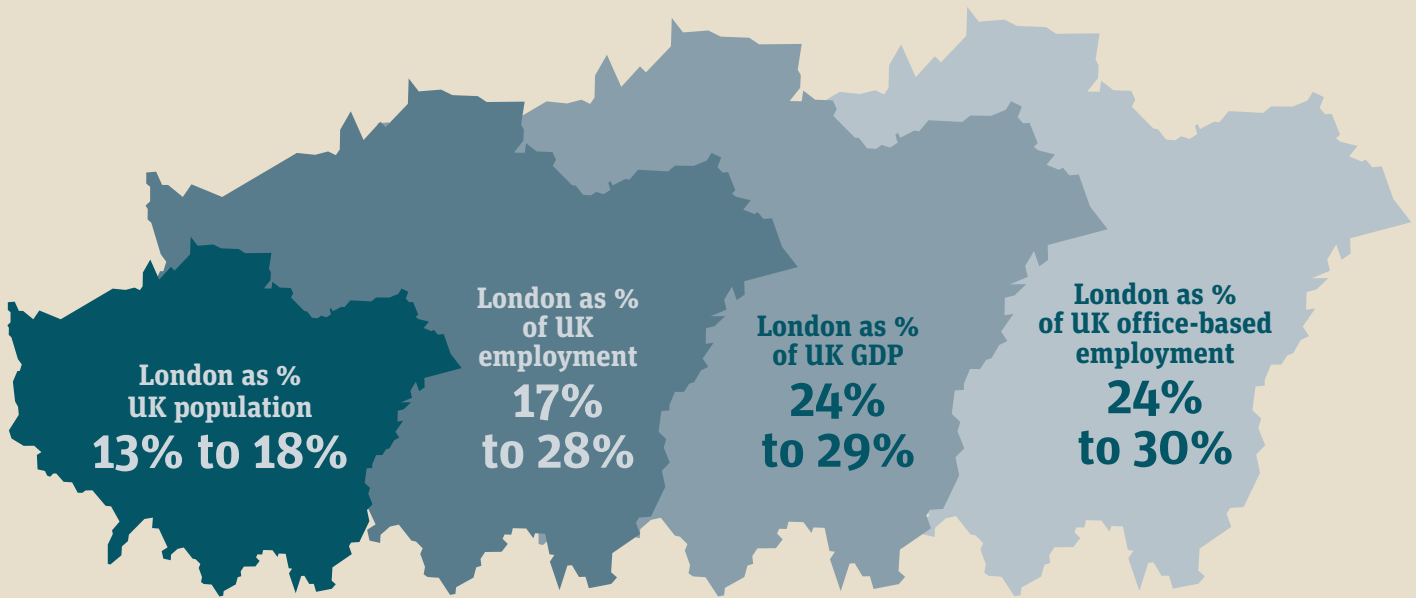 London as %
UK population
13% to 18%
London as %
of UK
employment
17%
to 28%
London as %
of UK GDP
24%
to 29%
London as %
of UK office-based
employment
24%
to 30%